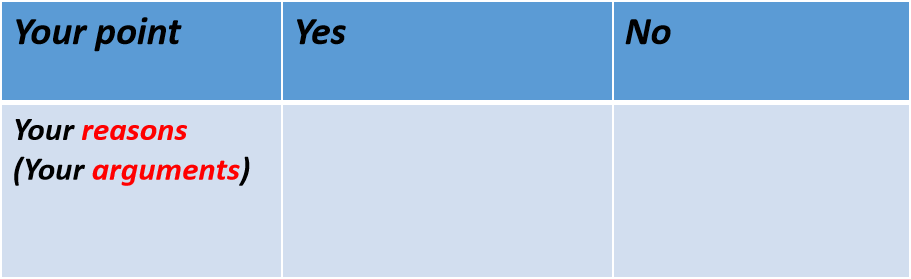 Your point
Yes
No
Your reasons
(Your arguments)